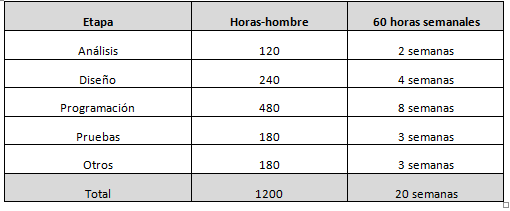 Etapa Horas-hombre 60 horas semanales
Análisis 120 2 semanas
Diseño 240 4 semanas
Programación 480 8 semanas
Pruebas 180 3 semanas
Otros 180 3 semanas
Total 1200 20 semanas